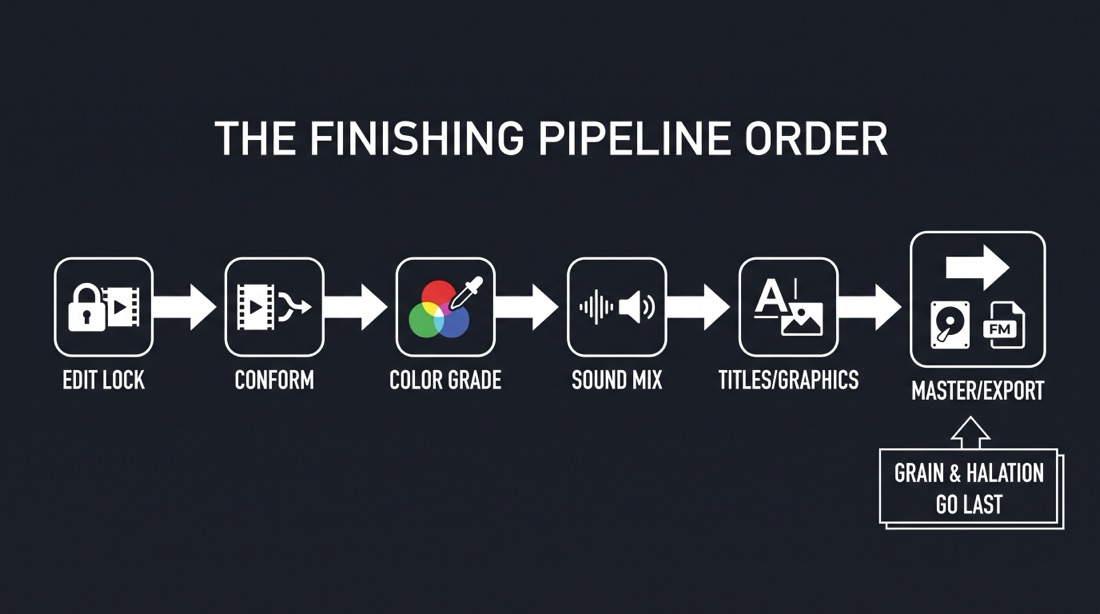 THE FINISHING PIPELINE ORDER
EDIT LOCK
CONFORM
COLOR GRADE
SOUND MIX
A
TITLES/GRAPHICS
FM
MASTER/EXPORT
GRAIN & HALATION
GO LAST